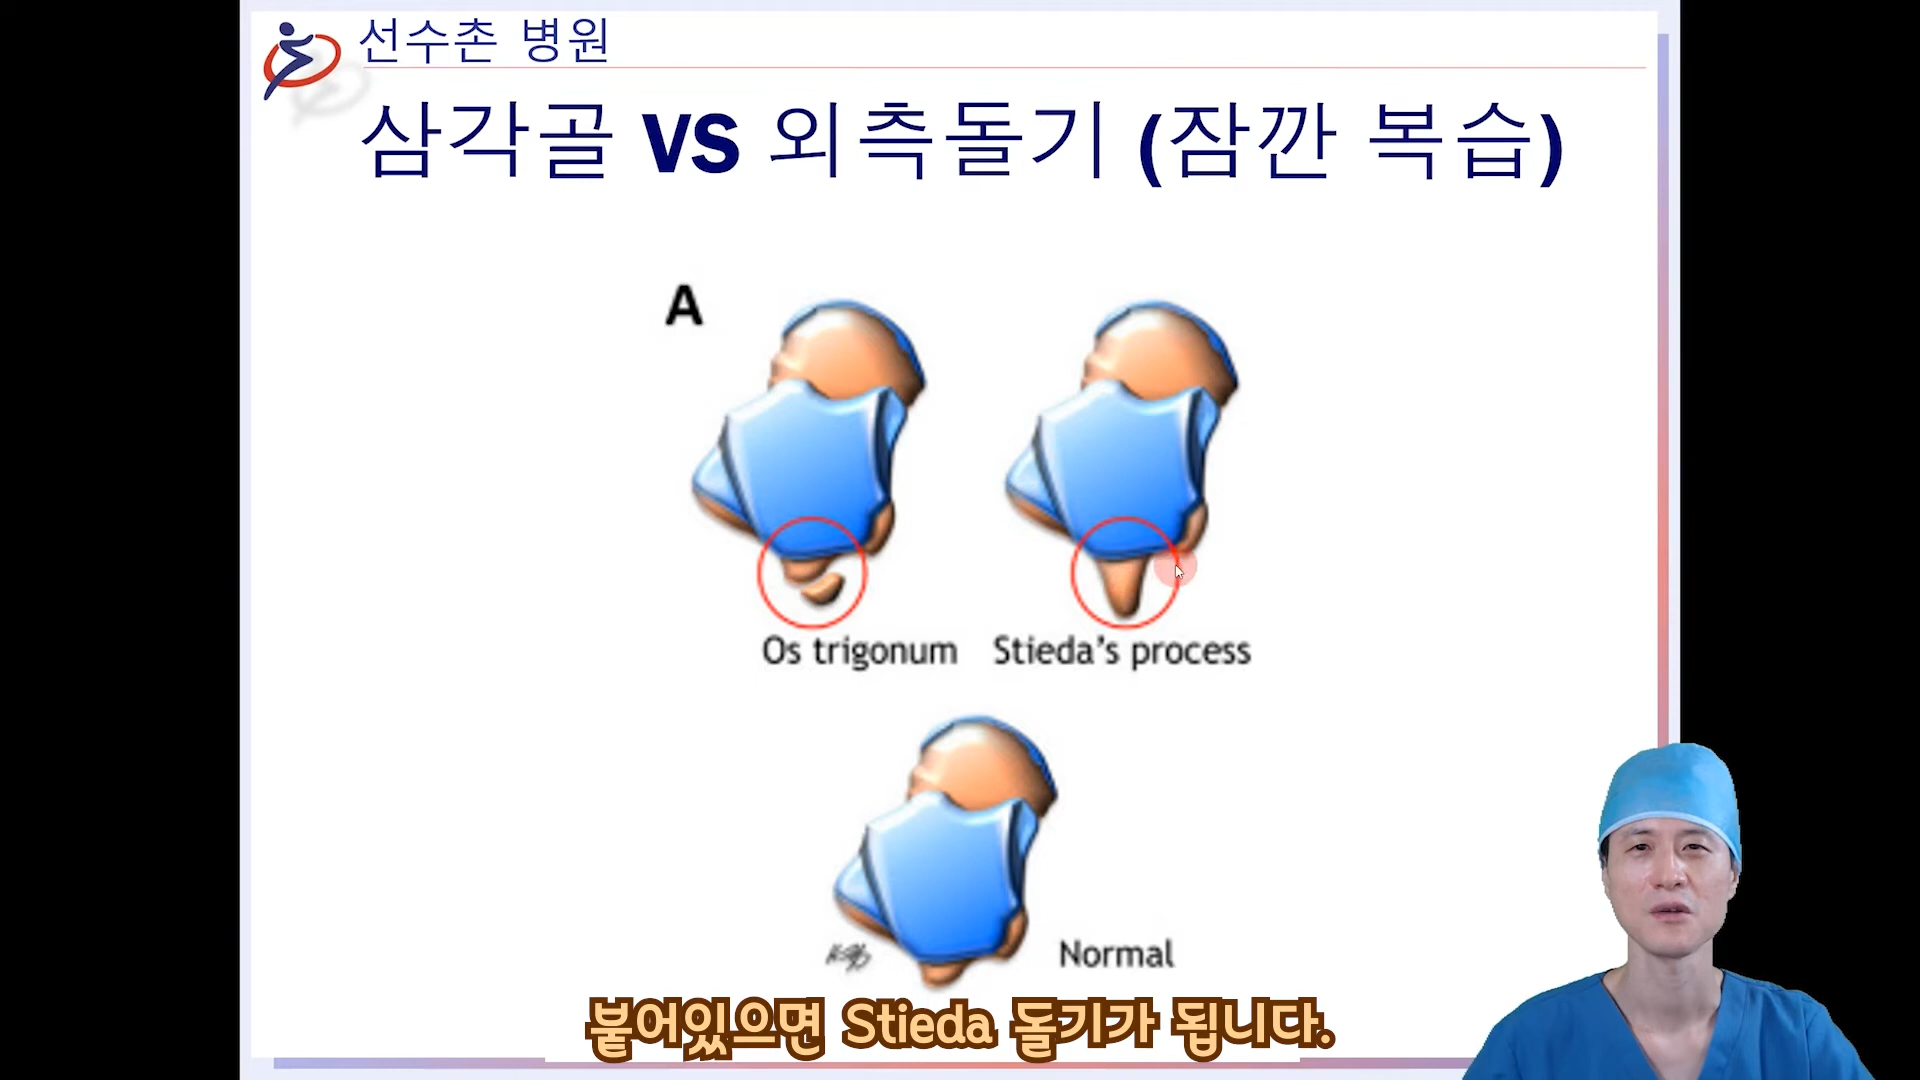 선수촌 병원
삼각골 VS 외측돌기 (잠깐 복습)
A
Os trigonum
Stieda's process
Normal
붙어있으면 Stieda 돌기가 됩니다.